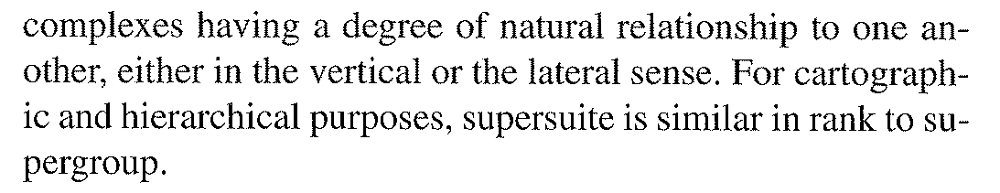 complexes having a degree of natural relationship to one an-
other, either in the vertical or the lateral sense. For cartograph-
ic and hierarchical purposes, supersuite is similar in rank to su-
pergroup.